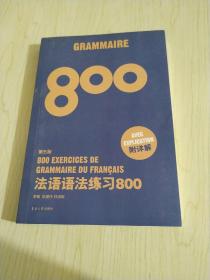 GRAMMAIRE
800
AVEC
EXPLICATION
附详解
第三版
800 EXERCICES DE
GRAMMAIRE DU FRANÇAIS
法语语法练习800